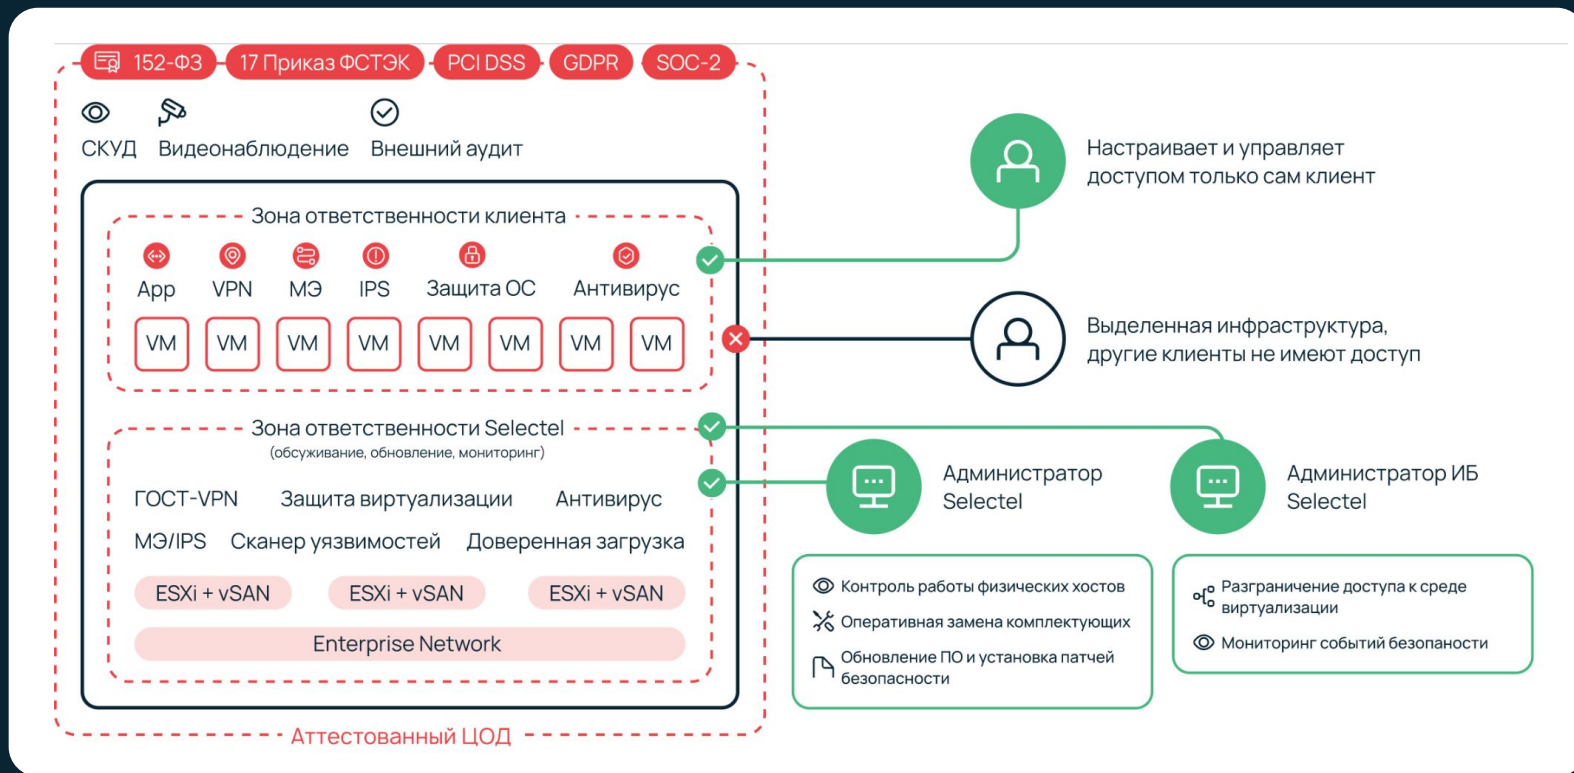 152-ФЗ
17 Приказ ФСТЭК
PCI DSS
GDPR
SOC-2
СКУД
Видеонаблюдение
Внешний аудит
Зона ответственности клиента
App
VPN
МЭ
IPS
Защита ОС
Антивирус
VM
VM
VM
VM
VM
VM
VM
VM
Зона ответственности Selectel
(обсуживание, обновление, мониторинг)
ГОСТ-VPN
Защита виртуализации
Антивирус
МЭ/IPS
Сканер уязвимостей
Доверенная загрузка
ESXi + vSAN
ESXi + vSAN
ESXi + vSAN
Enterprise Network
Аттестованный ЦОД
Настраивает и управляет
доступом только сам клиент
Выделенная инфраструктура,
другие клиенты не имеют доступ
Администратор
Selectel
Контроль работы физических хостов
Оперативная замена комплектующих
Обновление ПО и установка патчей
безопасности
Администратор ИБ
Selectel
Разграничение доступа к среде
виртуализации
Мониторинг событий безопаности